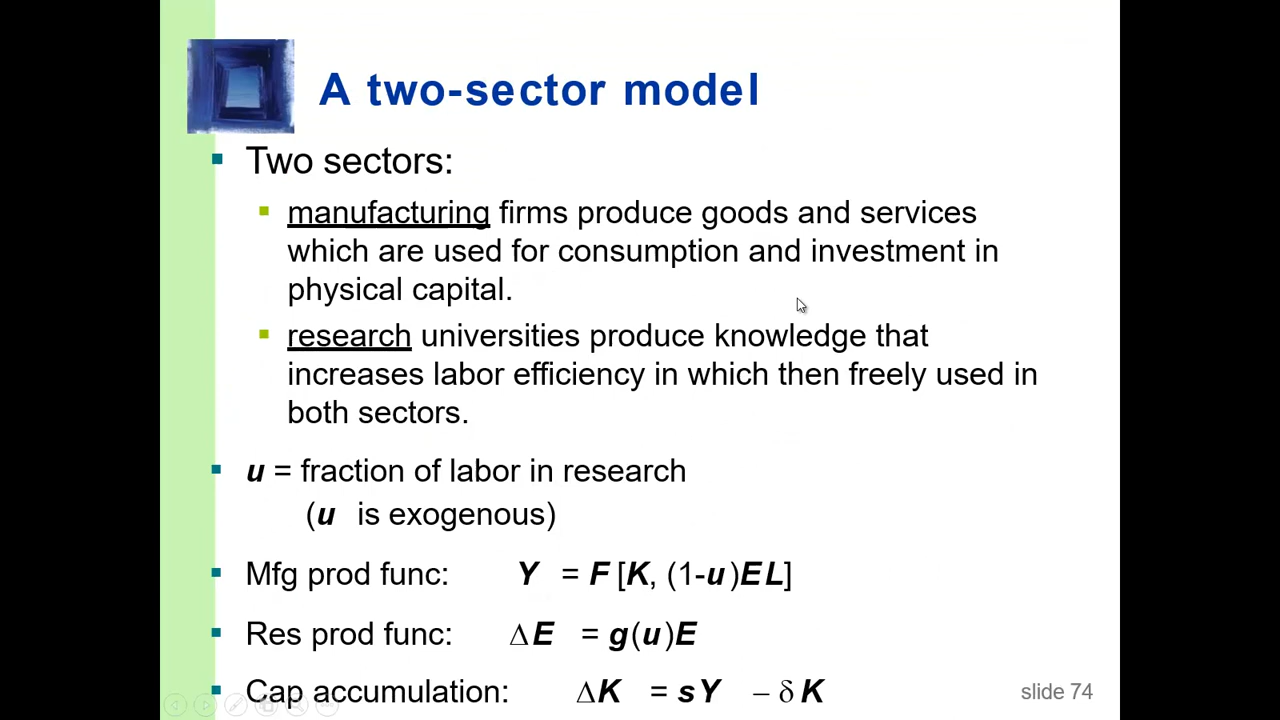 A two-sector model
Two sectors:
manufacturing firms produce goods and services
which are used for consumption and investment in
physical capital.
research universities produce knowledge that
increases labor efficiency in which then freely used in
both sectors.
u = fraction of labor in research
(u is exogenous)
Mfg prod func: Y = F [K, (1-u)E L]
Res prod func: ΔE = g(u)E
Cap accumulation: ΔK = s Y – δ K
slide 74